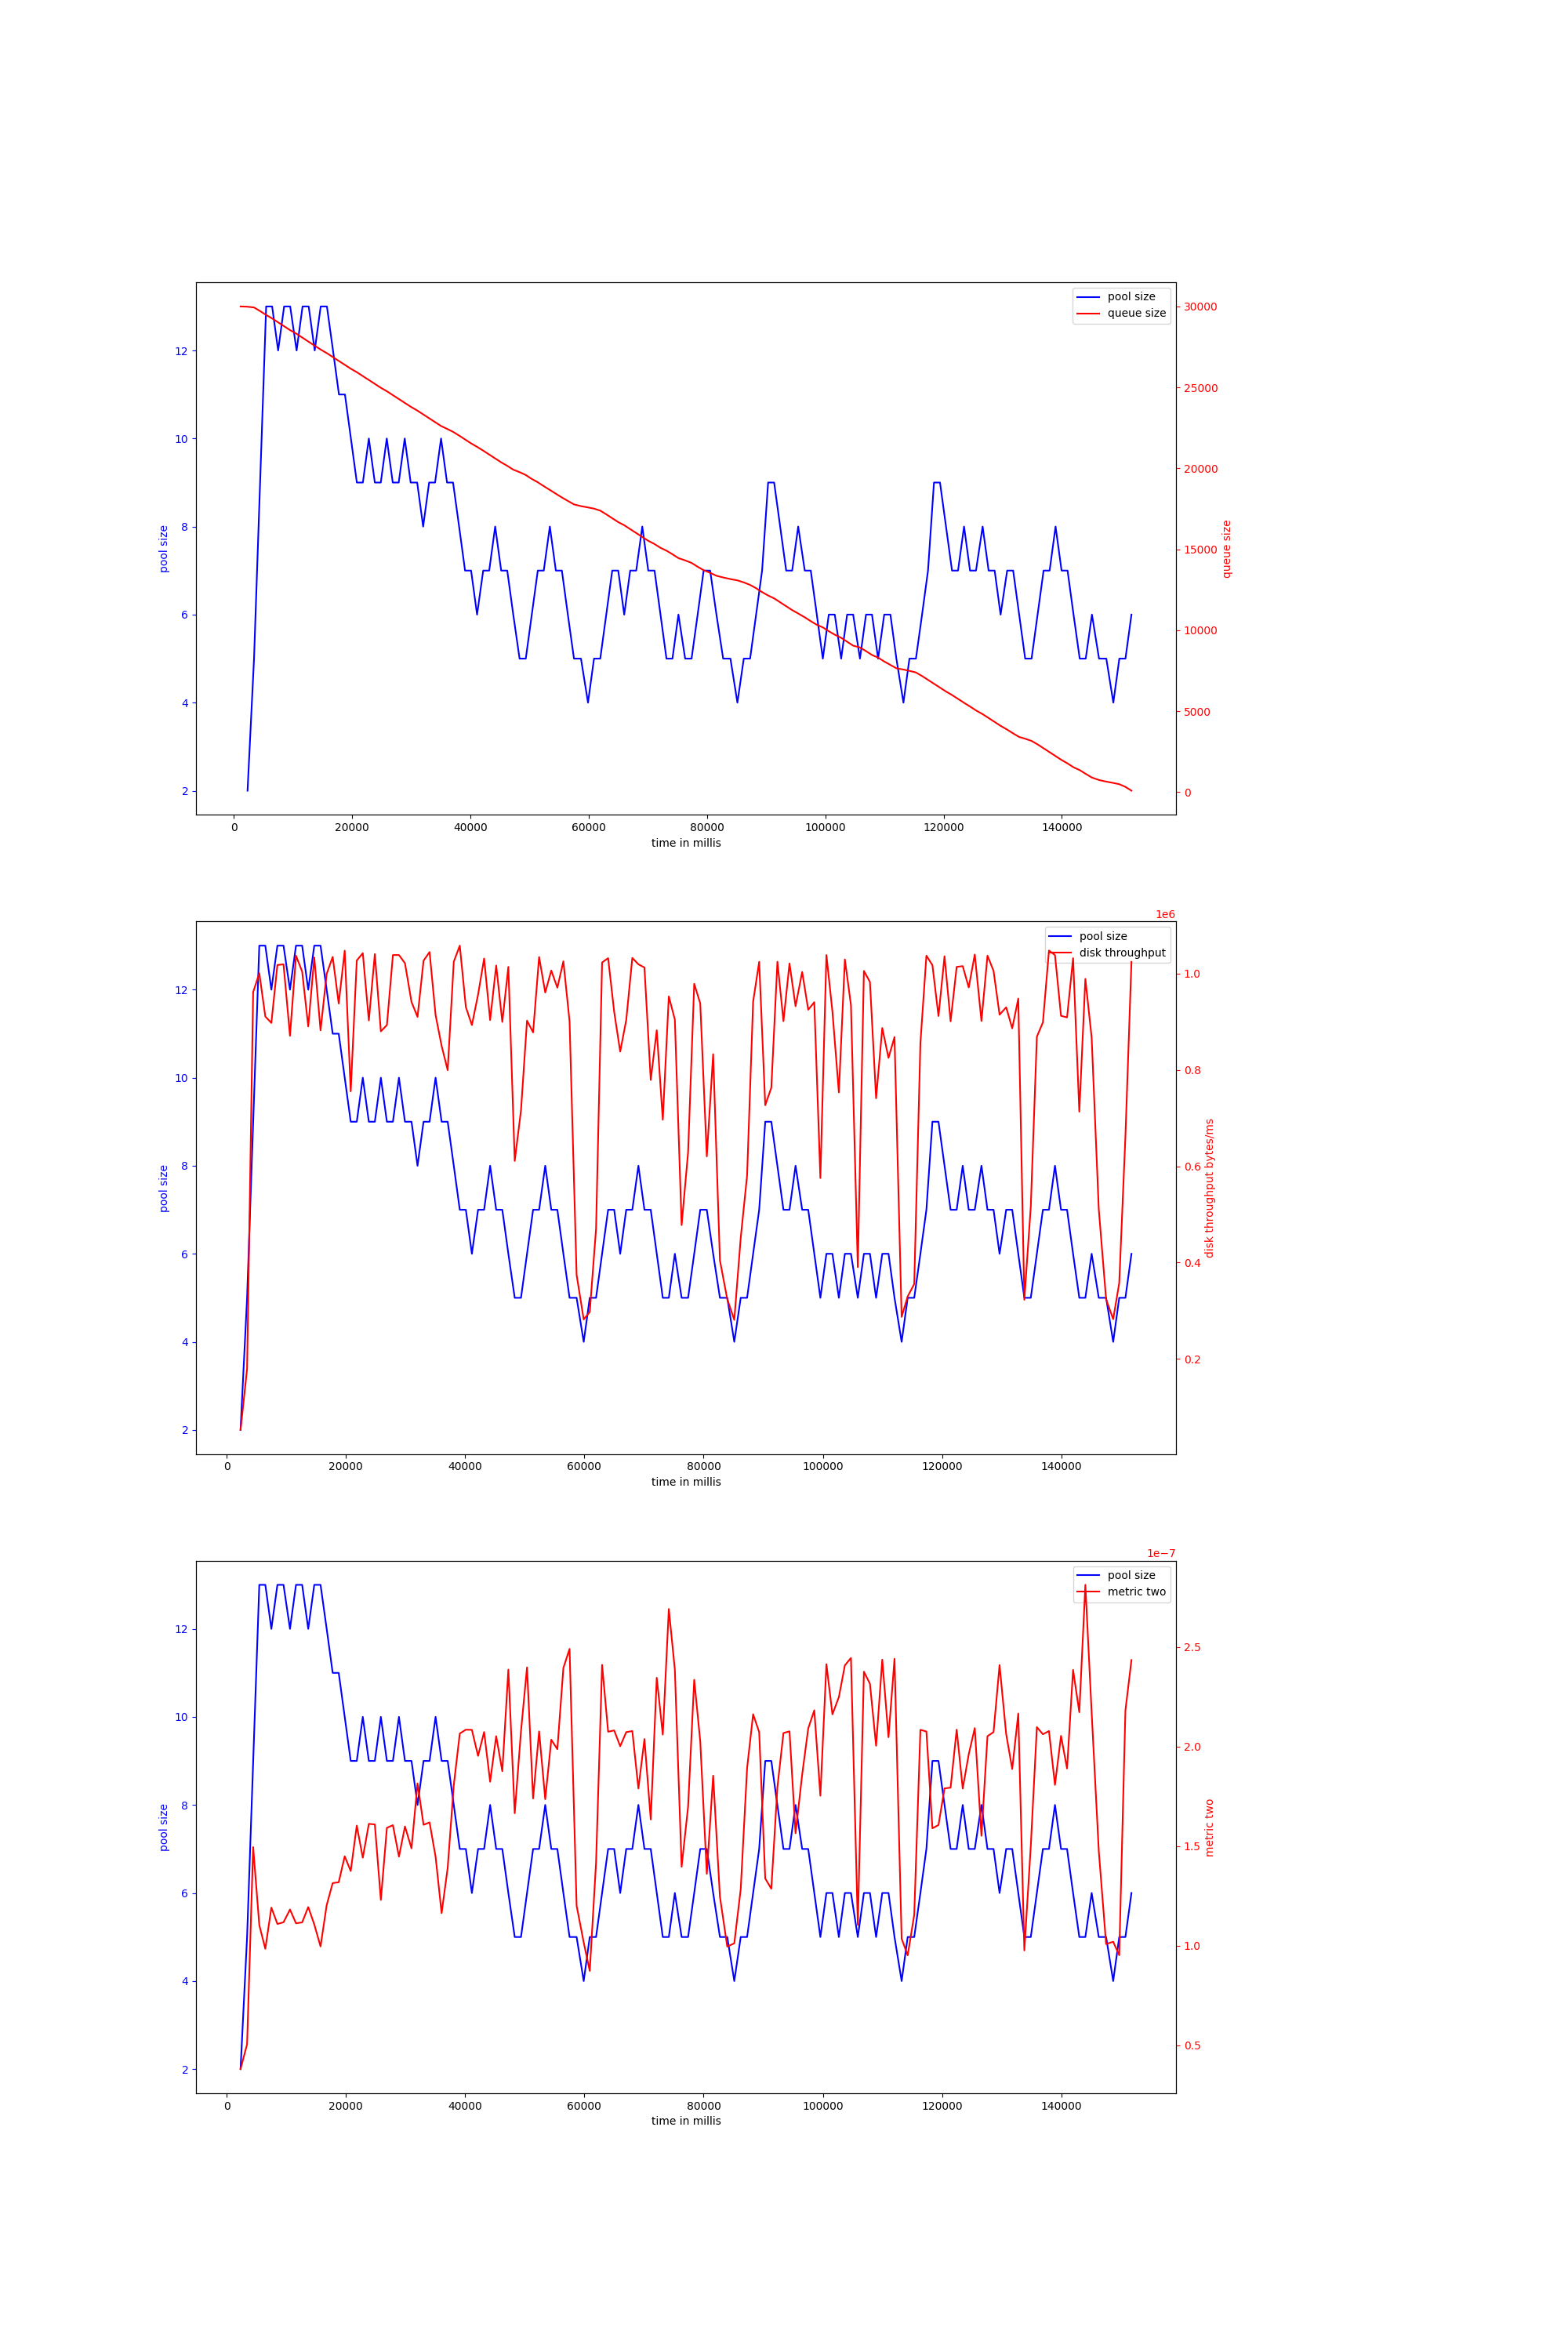 pool size
queue size
12
10
8
6
4
2
pool size
30000
25000
20000
15000
10000
5000
0
queue size
0 20000 40000 60000 80000 100000 120000 140000
time in millis
1e6
pool size
disk throughput
12
10
8
6
4
2
pool size
1.0
0.8
0.6
0.4
0.2
disk throughput bytes/ms
0 20000 40000 60000 80000 100000 120000 140000
time in millis
1e−7
pool size
metric two
12
10
8
6
4
2
pool size
2.5
2.0
1.5
1.0
0.5
metric two
0 20000 40000 60000 80000 100000 120000 140000
time in millis